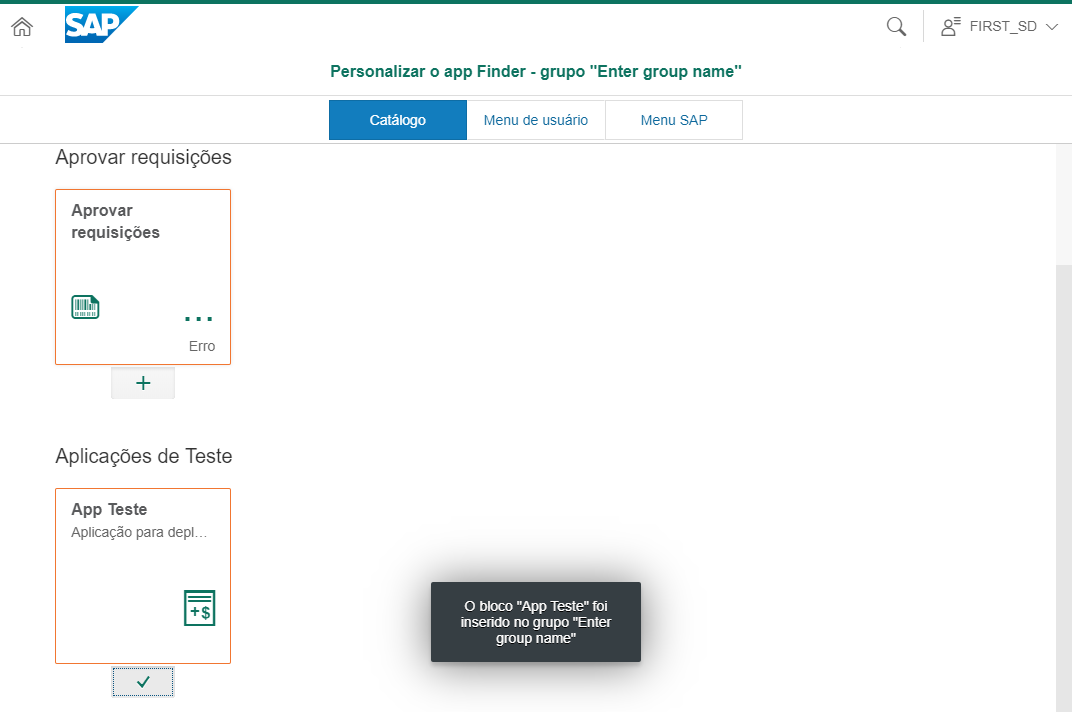 SAP
FIRST_SD
Personalizar o app Finder - grupo "Enter group name"
Catálogo
Menu de usuário
Menu SAP
Aprovar requisições
Aprovar
requisições
...
Erro
Aplicações de Teste
App Teste
Aplicação para depl...
+$
O bloco "App Teste" foi
inserido no grupo "Enter
group name"